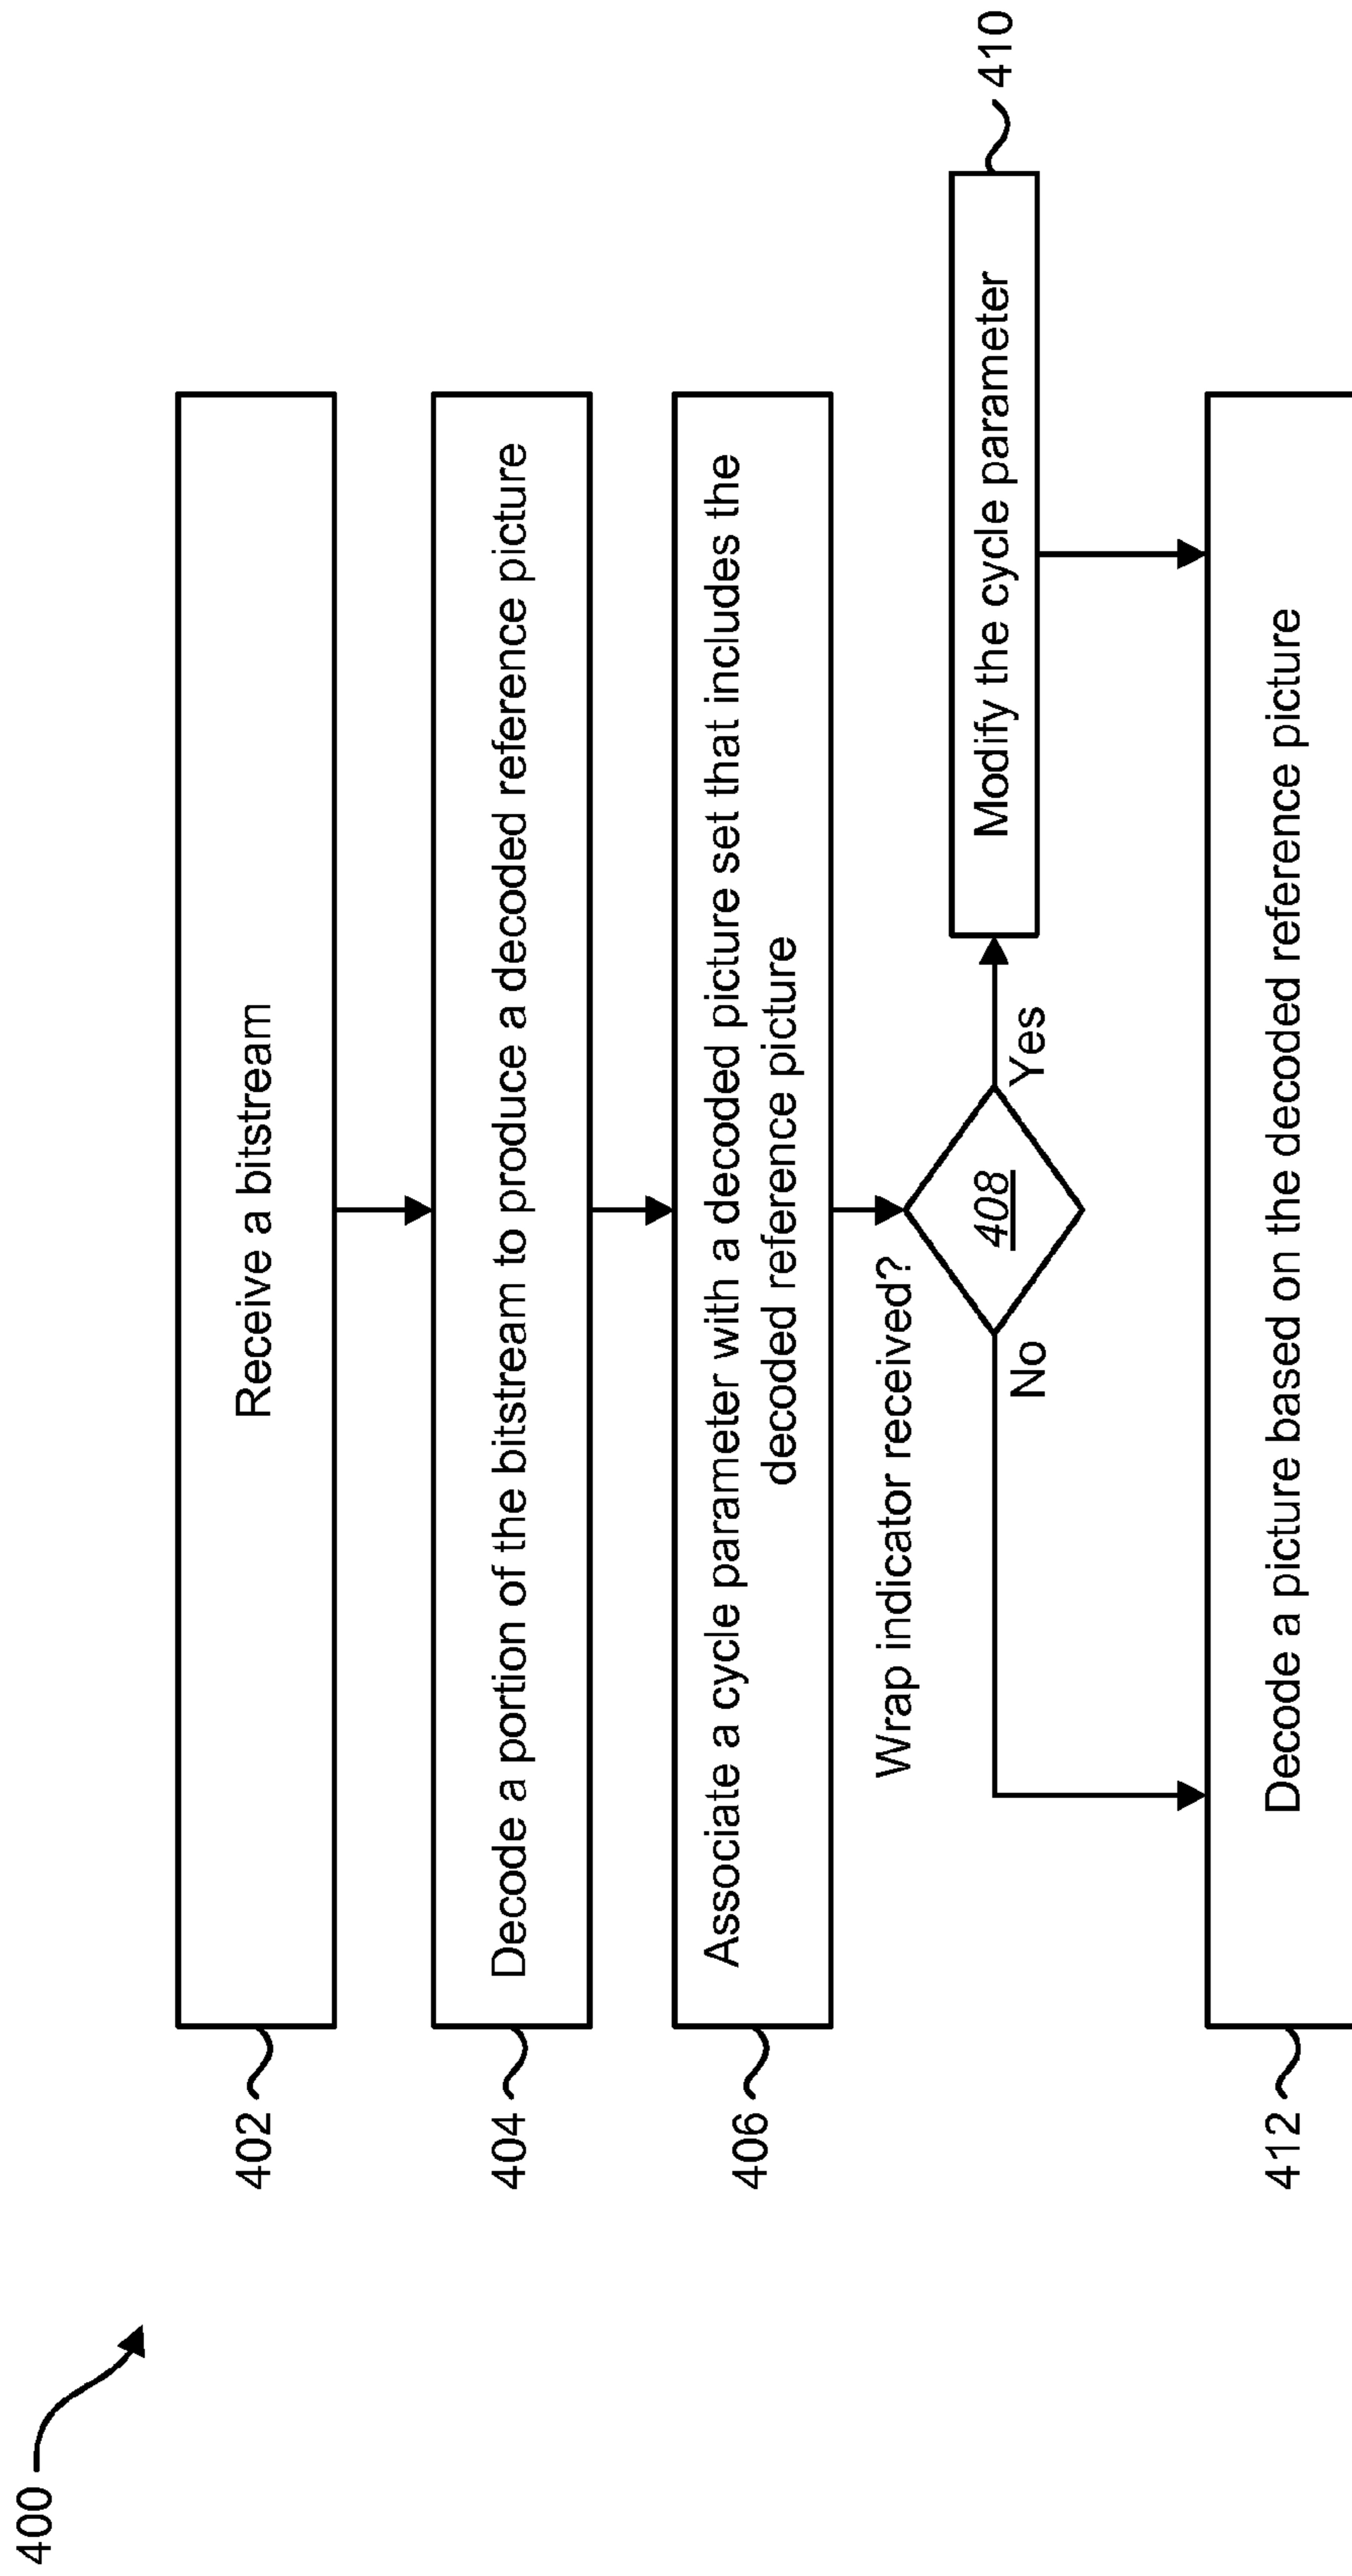 400
402
Receive a bitstream
404
Decode a portion of the bitstream to produce a decoded reference picture
406
Associate a cycle parameter with a decoded picture set that includes the
decoded reference picture
Wrap indicator received?
408
No
Yes
Modify the cycle parameter
410
412
Decode a picture based on the decoded reference picture